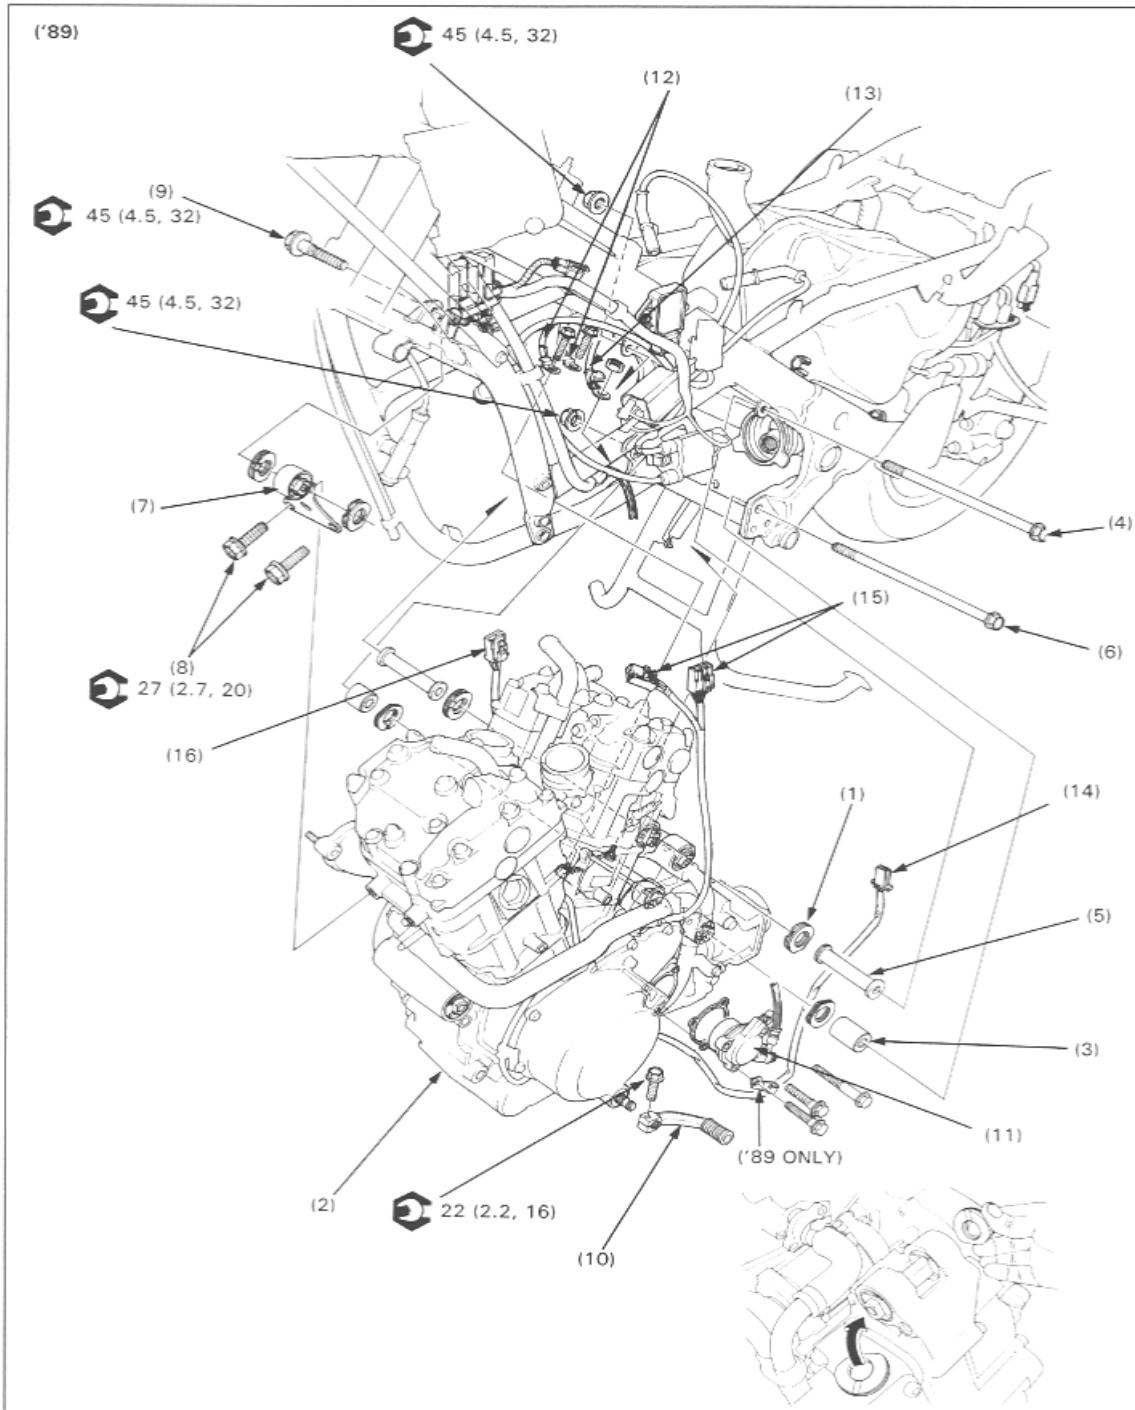 ('89)
45 (4.5, 32)
(12)
(13)
(9)
45 (4.5, 32)
45 (4.5, 32)
(7)
(4)
(15)
(6)
(8)
27 (2.7, 20)
(16)
(1)
(14)
(5)
(3)
(11)
('89 ONLY)
(2)
22 (2.2, 16)
(10)